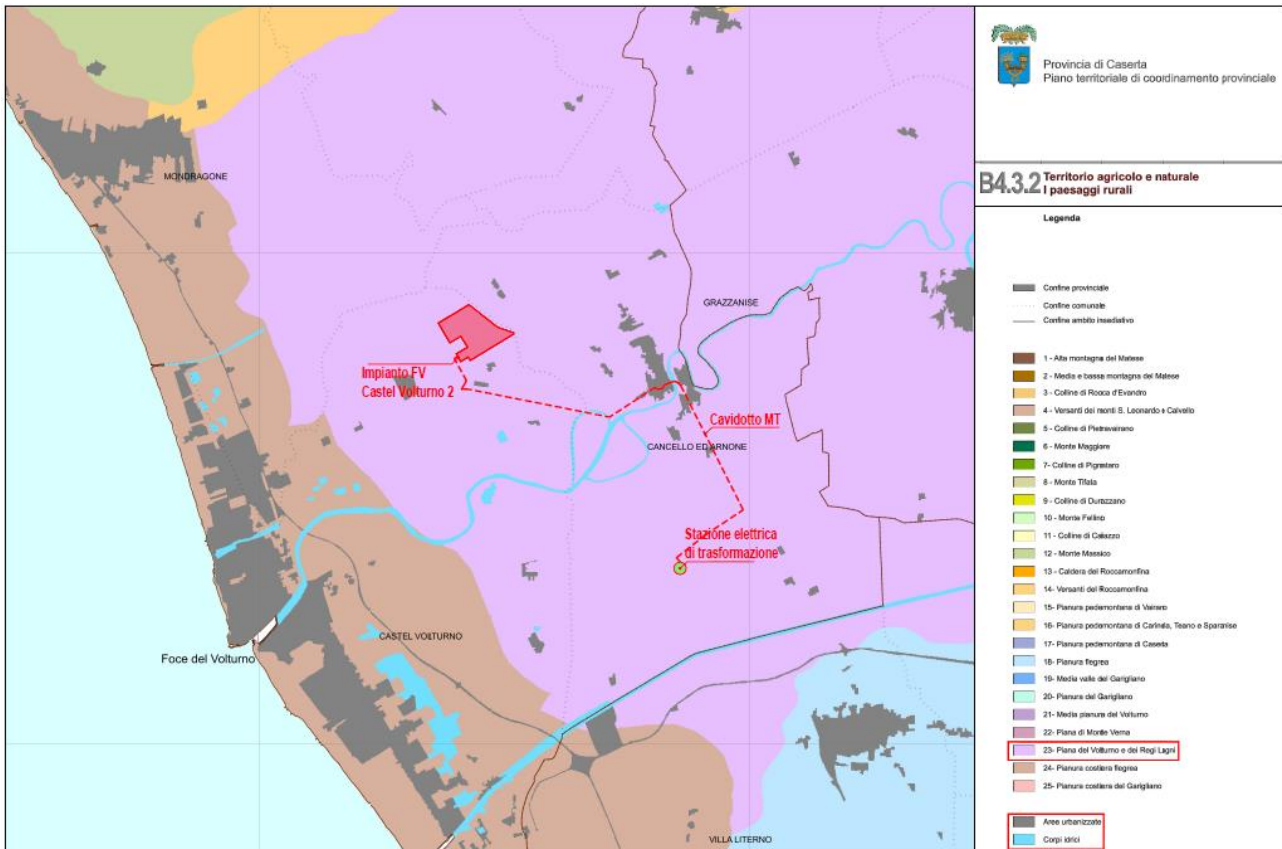 MONDRAGONE
GRAZZANISE
Impianto FV
Castel Volturno 2
Cavidotto MT
CANCELLO ED ARNONE
Stazione elettrica
di trasformazione
CASTEL VOLTURNO
Foce del Volturno
VILLA LITERNO
Provincia di Caserta
Piano territoriale di coordinamento provinciale
B4.3.2 Territorio agricolo e naturale
I paesaggi rurali
Legenda
Confine provinciale
Confine comunale
Confine ambito insediativo
1 - Alta montagna del Matese
2 - Media e bassa montagna del Matese
3 - Colline di Rocca d'Evandro
4 - Versanti dei monti S. Leonardo e Calvello
5 - Colline di Pietravairano
6 - Monte Maggiore
7- Colline di Pignataro
8 - Monte Tifata
9 - Colline di Durazzano
10 - Monte Fellino
11 - Colline di Caiazzo
12 - Monte Massico
13 - Caldera del Roccamonfina
14- Versanti del Roccamonfina
15- Pianura pedemontana di Vairano
16- Pianura pedemontana di Carinola, Teano e Sparanise
17- Pianura pedemontana di Caserta
18- Pianura flegrea
19- Media valle del Garigliano
20- Pianura del Garigliano
21- Media pianura del Volturno
22- Piana di Monte Verna
23- Piana del Volturno e dei Regi Lagni
24- Pianura costiera flegrea
25- Pianura costiera del Garigliano
Aree urbanizzate
Corpi idrici